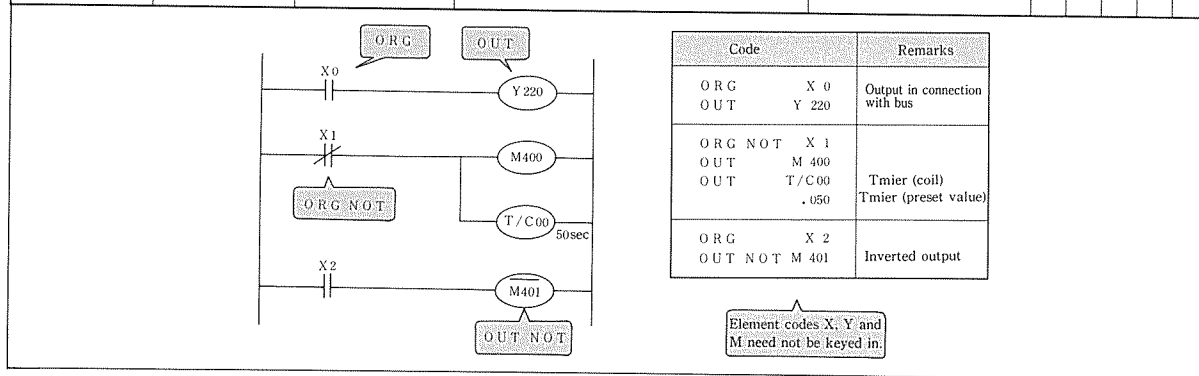 ORG
OUT
X0
Y 220
X1
M400
ORG NOT
T/C00
50sec
X2
M401
OUT NOT
Code Remarks
ORG X 0 Output in connection
OUT Y 220 with bus
ORG NOT X 1
OUT M 400
OUT T/C00 Tmier (coil)
.050 Tmier (preset value)
ORG X 2
OUT NOT M 401 Inverted output
Element codes X, Y and
M need not be keyed in.